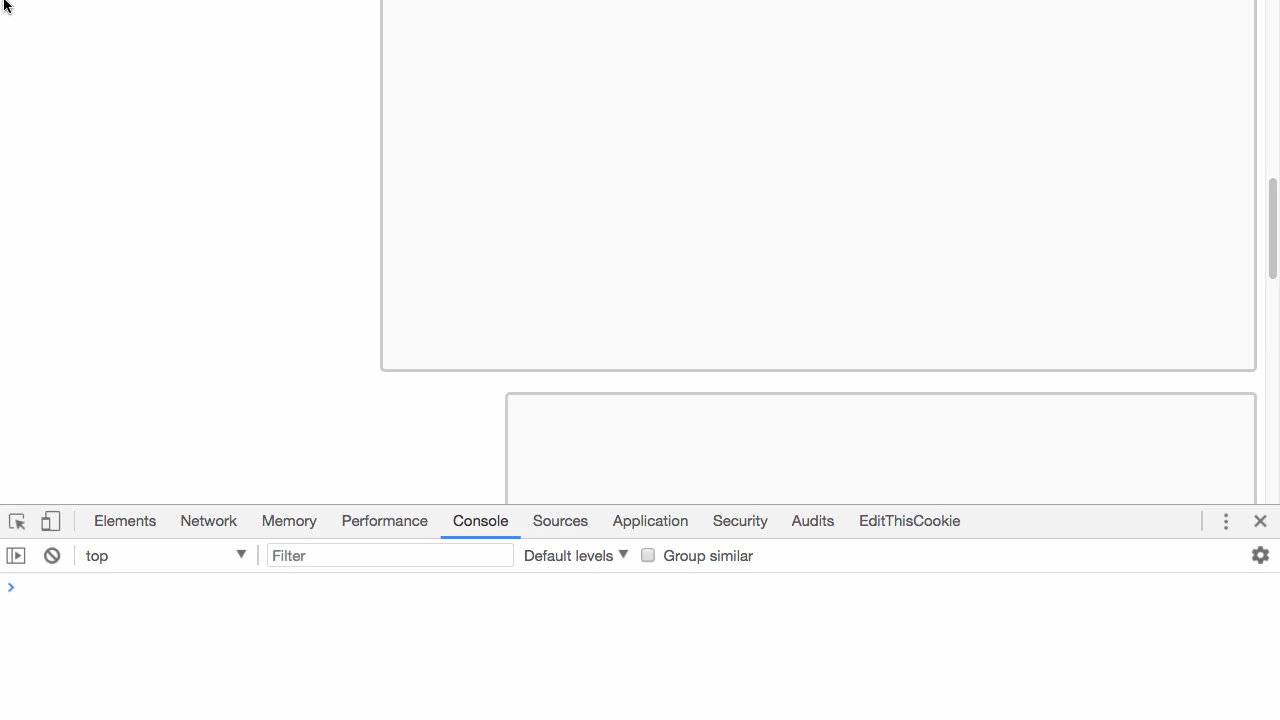 Elements Network Memory Performance Console Sources Application Security Audits EditThisCookie
top Filter Default levels Group similar